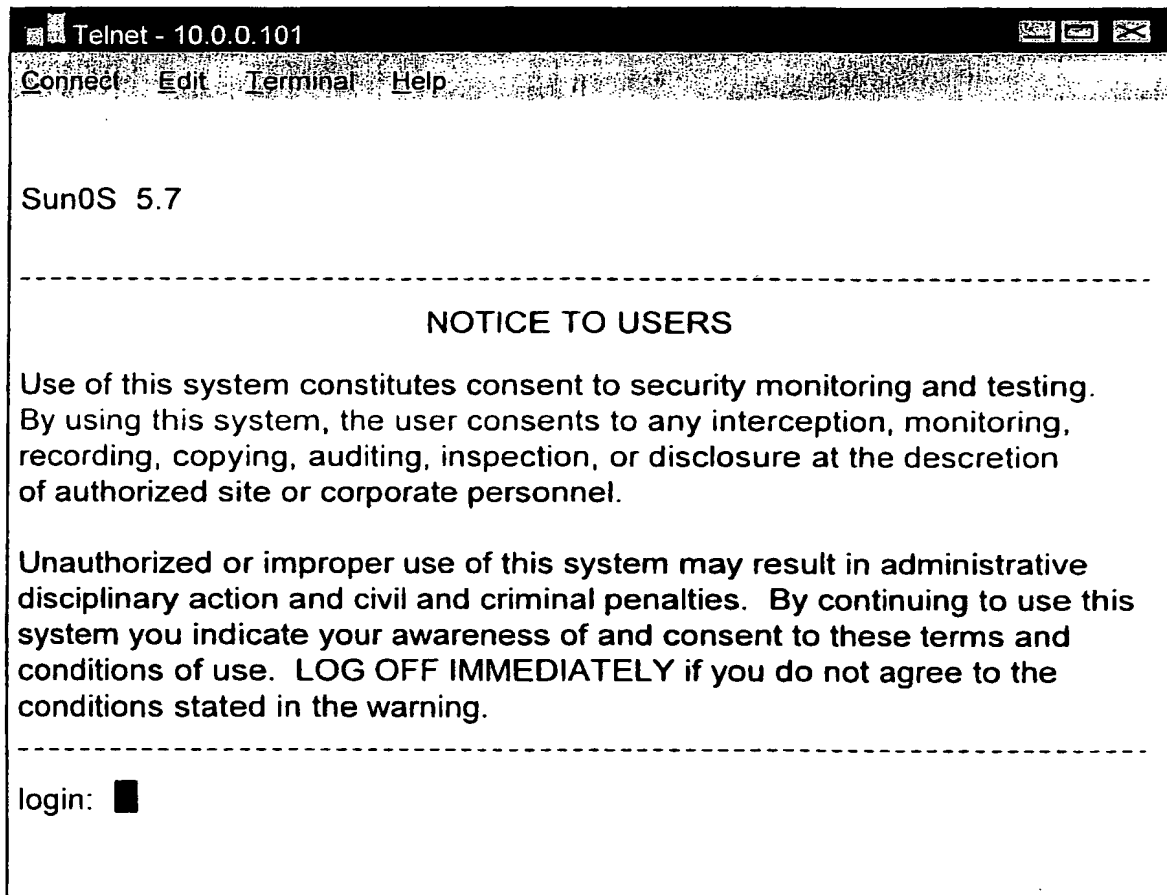 Telnet - 10.0.0.101
Connect Edit Terminal Help
Sun0S 5.7
NOTICE TO USERS
Use of this system constitutes consent to security monitoring and testing.
By using this system, the user consents to any interception, monitoring,
recording, copying, auditing, inspection, or disclosure at the descretion
of authorized site or corporate personnel.
Unauthorized or improper use of this system may result in administrative
disciplinary action and civil and criminal penalties. By continuing to use this
system you indicate your awareness of and consent to these terms and
conditions of use. LOG OFF IMMEDIATELY if you do not agree to the
conditions stated in the warning.
login: